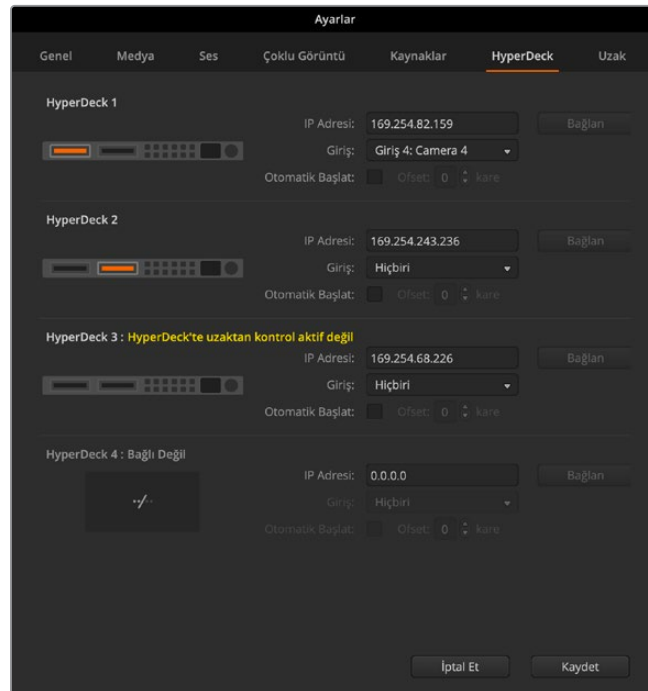 Ayarlar
Genel Medya Ses Çoklu Görüntü Kaynaklar HyperDeck Uzak
HyperDeck 1
IP Adresi: 169.254.82.159 Bağlan
Giriş: Giriş 4: Camera 4
Otomatik Başlat: Ofset: 0 kare
HyperDeck 2
IP Adresi: 169.254.243.236 Bağlan
Giriş: Hiçbiri
Otomatik Başlat: Ofset: 0 kare
HyperDeck 3 : HyperDeck'te uzaktan kontrol aktif değil
IP Adresi: 169.254.68.226 Bağlan
Giriş: Hiçbiri
Otomatik Başlat: Ofset: 0 kare
HyperDeck 4 : Bağlı Değil
IP Adresi: 0.0.0.0 Bağlan
--/-- Giriş: Hiçbiri
Otomatik Başlat: Ofset: 0 kare
İptal Et Kaydet